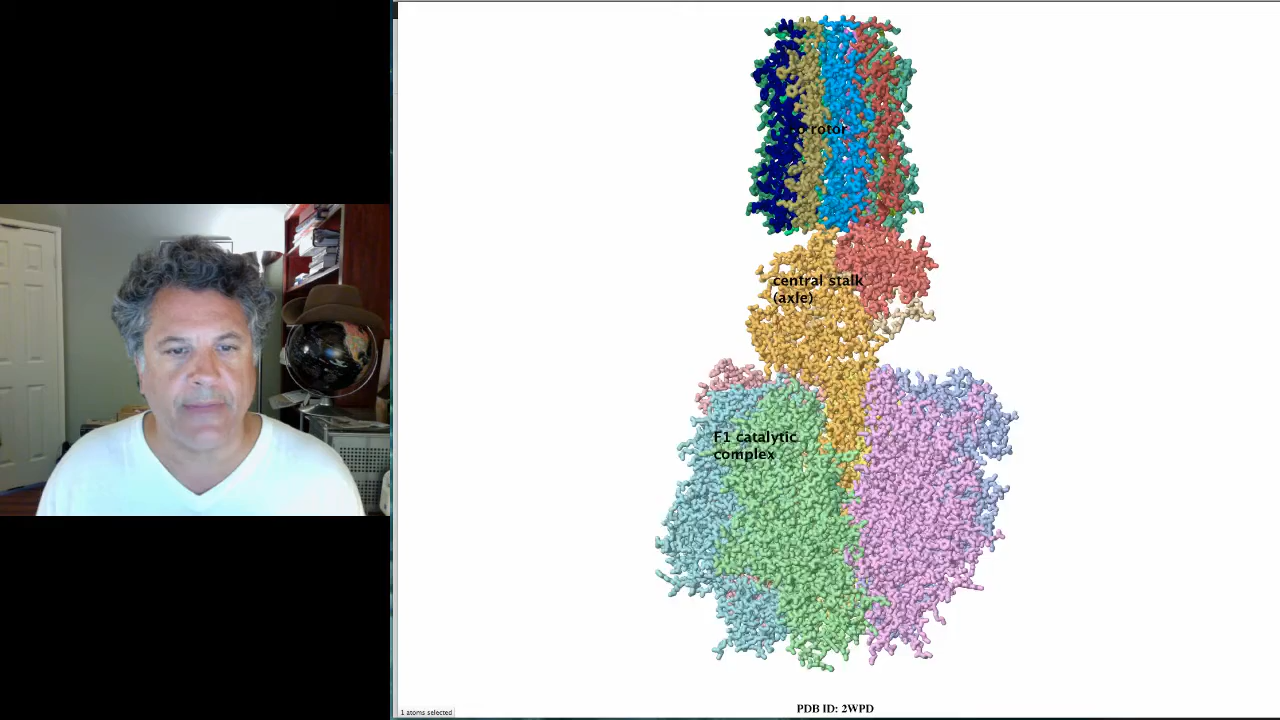 rotor
central stalk
(axle)
F1 catalytic
complex
1 atoms selected
PDB ID: 2WPD